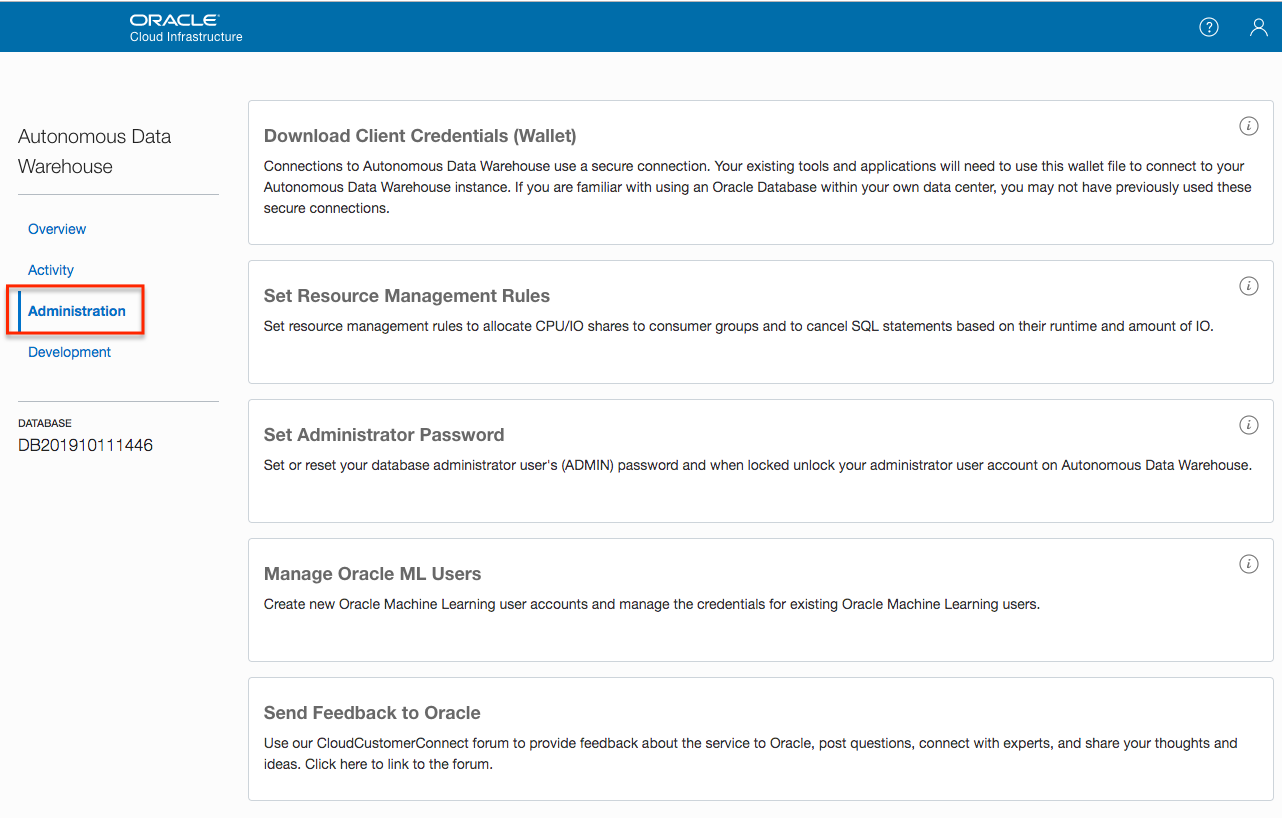 ORACLE
Cloud Infrastructure
Autonomous Data
Warehouse
Overview
Activity
Administration
Development
DATABASE
DB201910111446
Download Client Credentials (Wallet)
Connections to Autonomous Data Warehouse use a secure connection. Your existing tools and applications will need to use this wallet file to connect to your
Autonomous Data Warehouse instance. If you are familiar with using an Oracle Database within your own data center, you may not have previously used these
secure connections.
Set Resource Management Rules
Set resource management rules to allocate CPU/IO shares to consumer groups and to cancel SQL statements based on their runtime and amount of IO.
Set Administrator Password
Set or reset your database administrator user's (ADMIN) password and when locked unlock your administrator user account on Autonomous Data Warehouse.
Manage Oracle ML Users
Create new Oracle Machine Learning user accounts and manage the credentials for existing Oracle Machine Learning users.
Send Feedback to Oracle
Use our CloudCustomerConnect forum to provide feedback about the service to Oracle, post questions, connect with experts, and share your thoughts and
ideas. Click here to link to the forum.